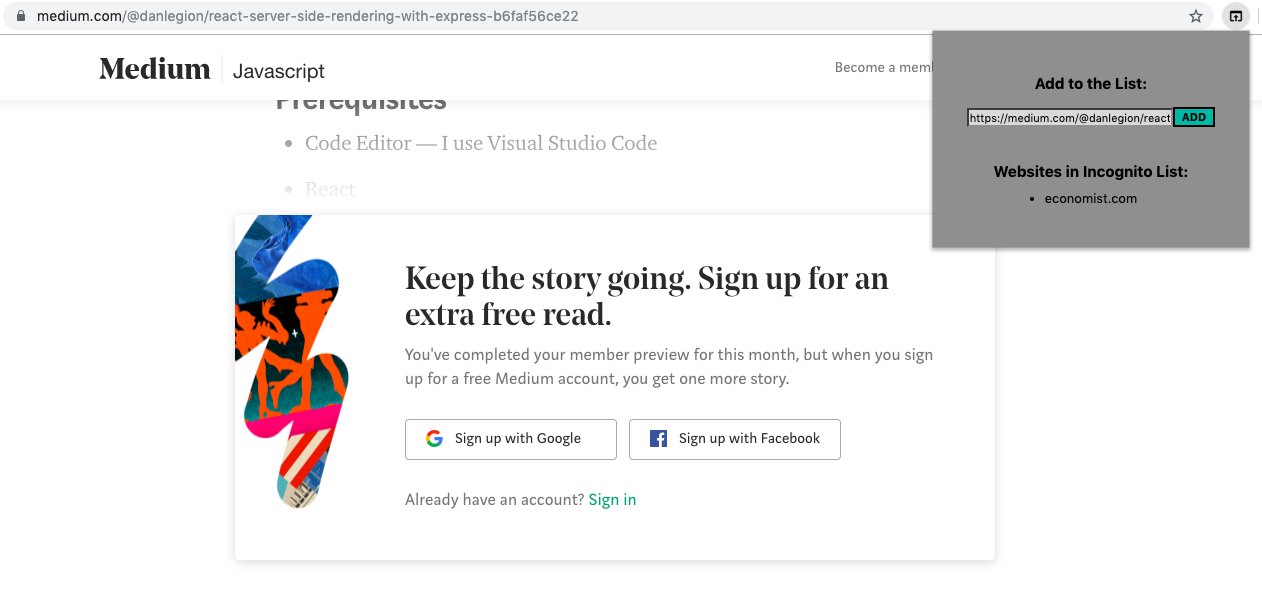 medium.com/@danlegion/react-server-side-rendering-with-express-b6faf56ce22
Medium
Javascript
Become a memb
Prerequisites
• Code Editor — I use Visual Studio Code
• React
Add to the List:
https://medium.com/@danlegion/react
ADD
Websites in Incognito List:
• economist.com
Keep the story going. Sign up for an
extra free read.
You've completed your member preview for this month, but when you sign
up for a free Medium account, you get one more story.
Sign up with Google
Sign up with Facebook
Already have an account? Sign in